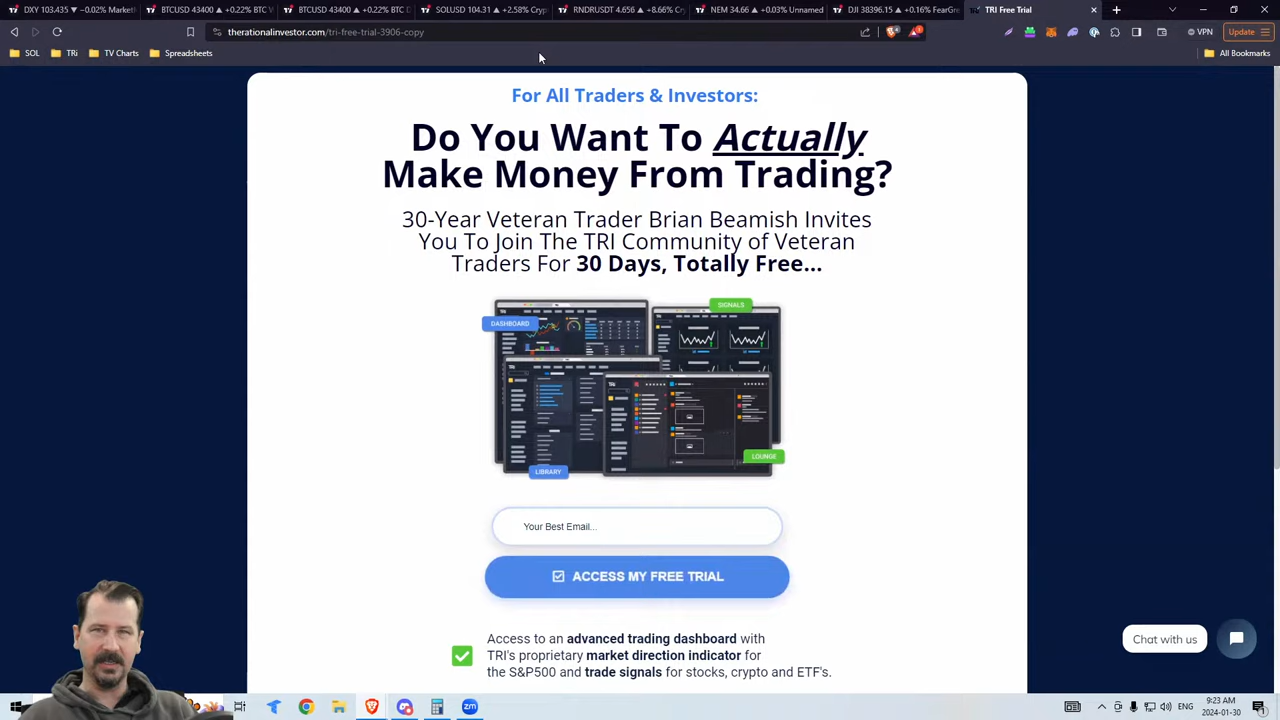 DXY 103.435 −0.02% Market
BTCUSD 43400 ▲ +0.22% BTC V
BTCUSD 43400 ▲ +0.22% BTC D
SOLUSD 104.31 ▲ +2.58% Cryp
RNDRUSDT 4.656 ▲ +8.66% Cry
NEM 34.66 ▲ +0.03% Unnamed
DJI 38396.15 ▲ +0.16% FearGre
TRI Free Trial
therationalinvestor.com/tri-free-trial-3906-copy
VPN
Update
SOL
TRi
TV Charts
Spreadsheets
All Bookmarks
For All Traders & Investors:
Do You Want To Actually
Make Money From Trading?
30-Year Veteran Trader Brian Beamish Invites
You To Join The TRI Community of Veteran
Traders For 30 Days, Totally Free...
DASHBOARD
SIGNALS
LIBRARY
LOUNGE
Your Best Email...
ACCESS MY FREE TRIAL
Access to an advanced trading dashboard with
TRI's proprietary market direction indicator for
the S&P500 and trade signals for stocks, crypto and ETF's.
Chat with us
zm
ENG
9:23 AM
2024-01-30